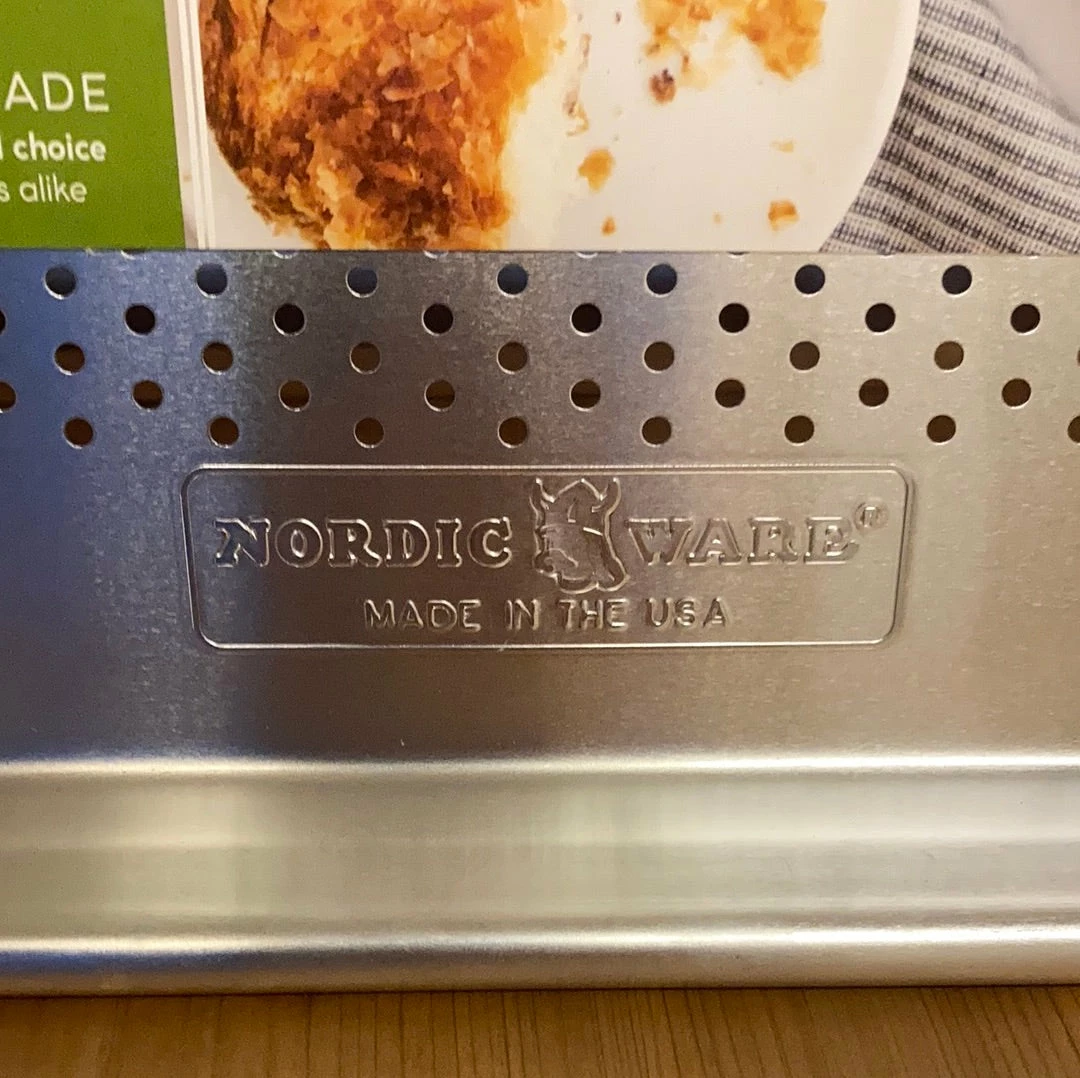 ADE
choice
s alike
NORDIC WARE®
MADE IN THE USA